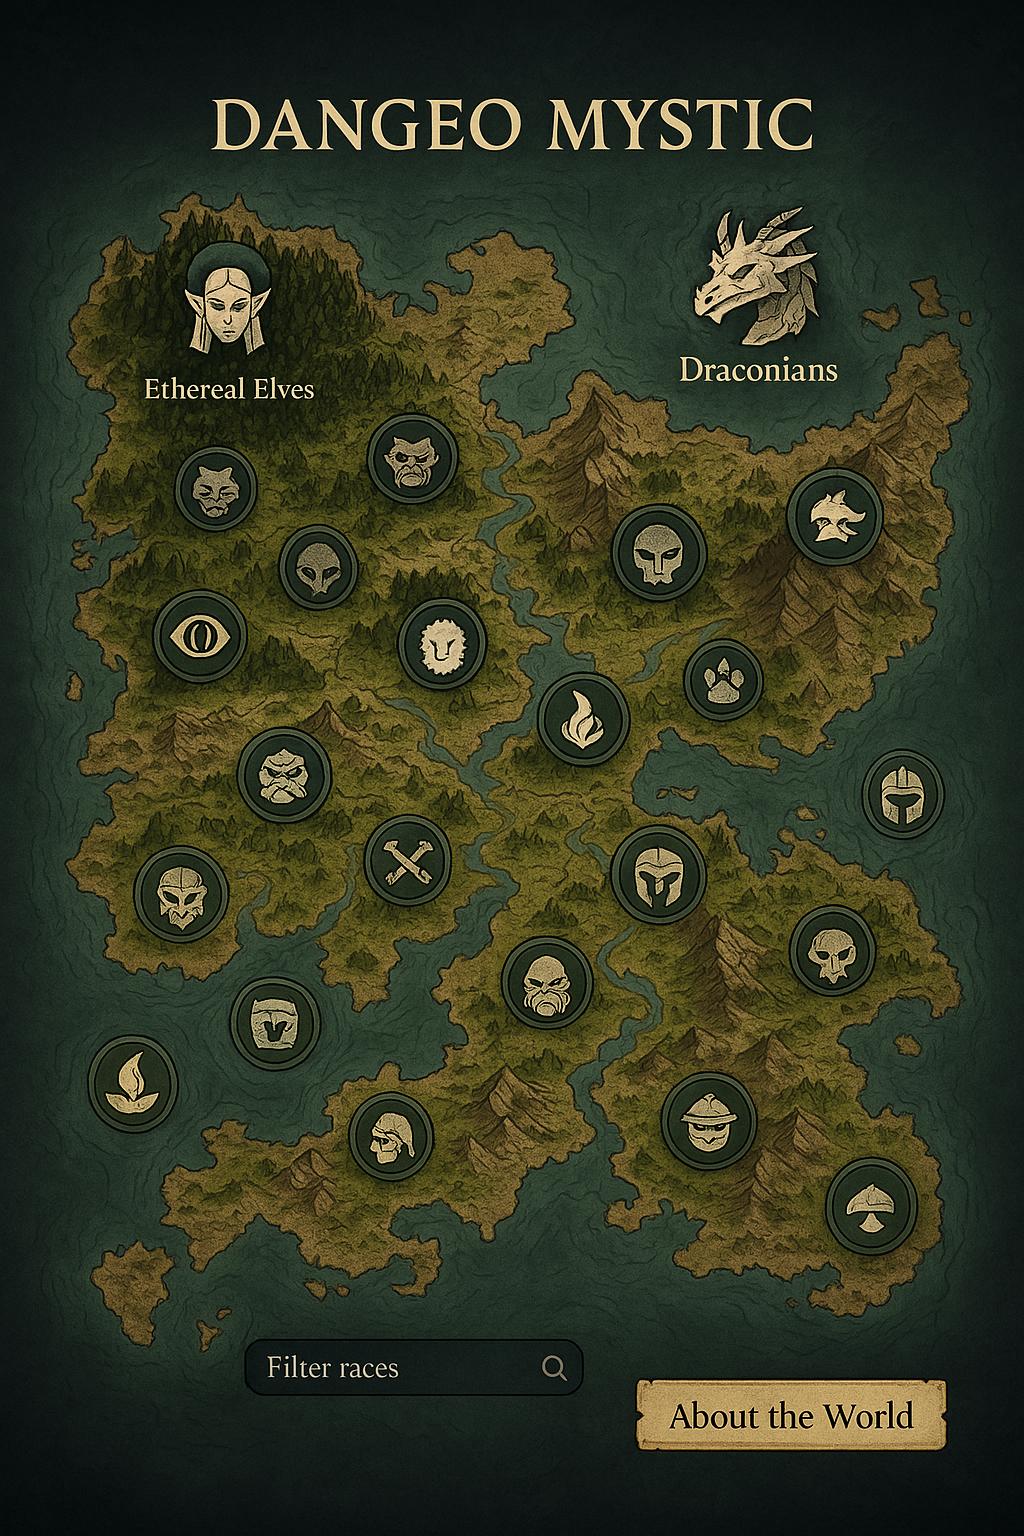 DANGEO MYSTIC
Ethereal Elves
Draconians
Filter races
About the World